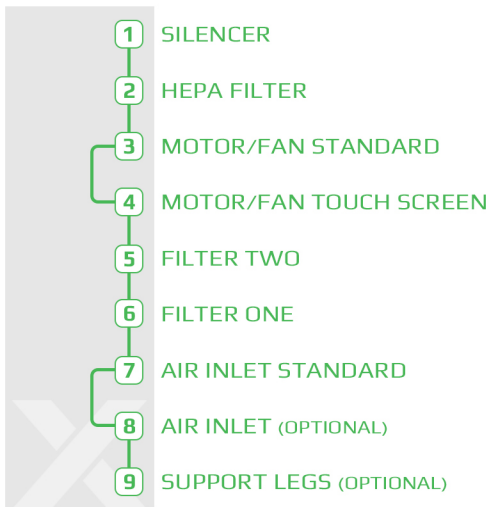 1 SILENCER
2 HEPA FILTER
3 MOTOR/FAN STANDARD
4 MOTOR/FAN TOUCH SCREEN
5 FILTER TWO
6 FILTER ONE
7 AIR INLET STANDARD
8 AIR INLET (OPTIONAL)
9 SUPPORT LEGS (OPTIONAL)